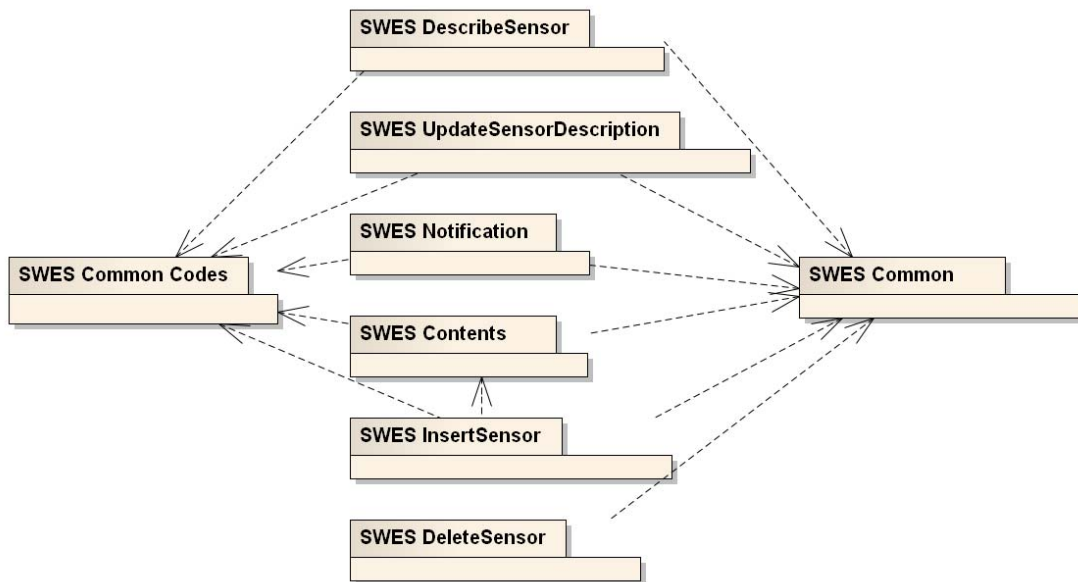 SWES DescribeSensor
SWES UpdateSensorDescription
SWES Notification
SWES Common Codes
SWES Common
SWES Contents
SWES InsertSensor
SWES DeleteSensor